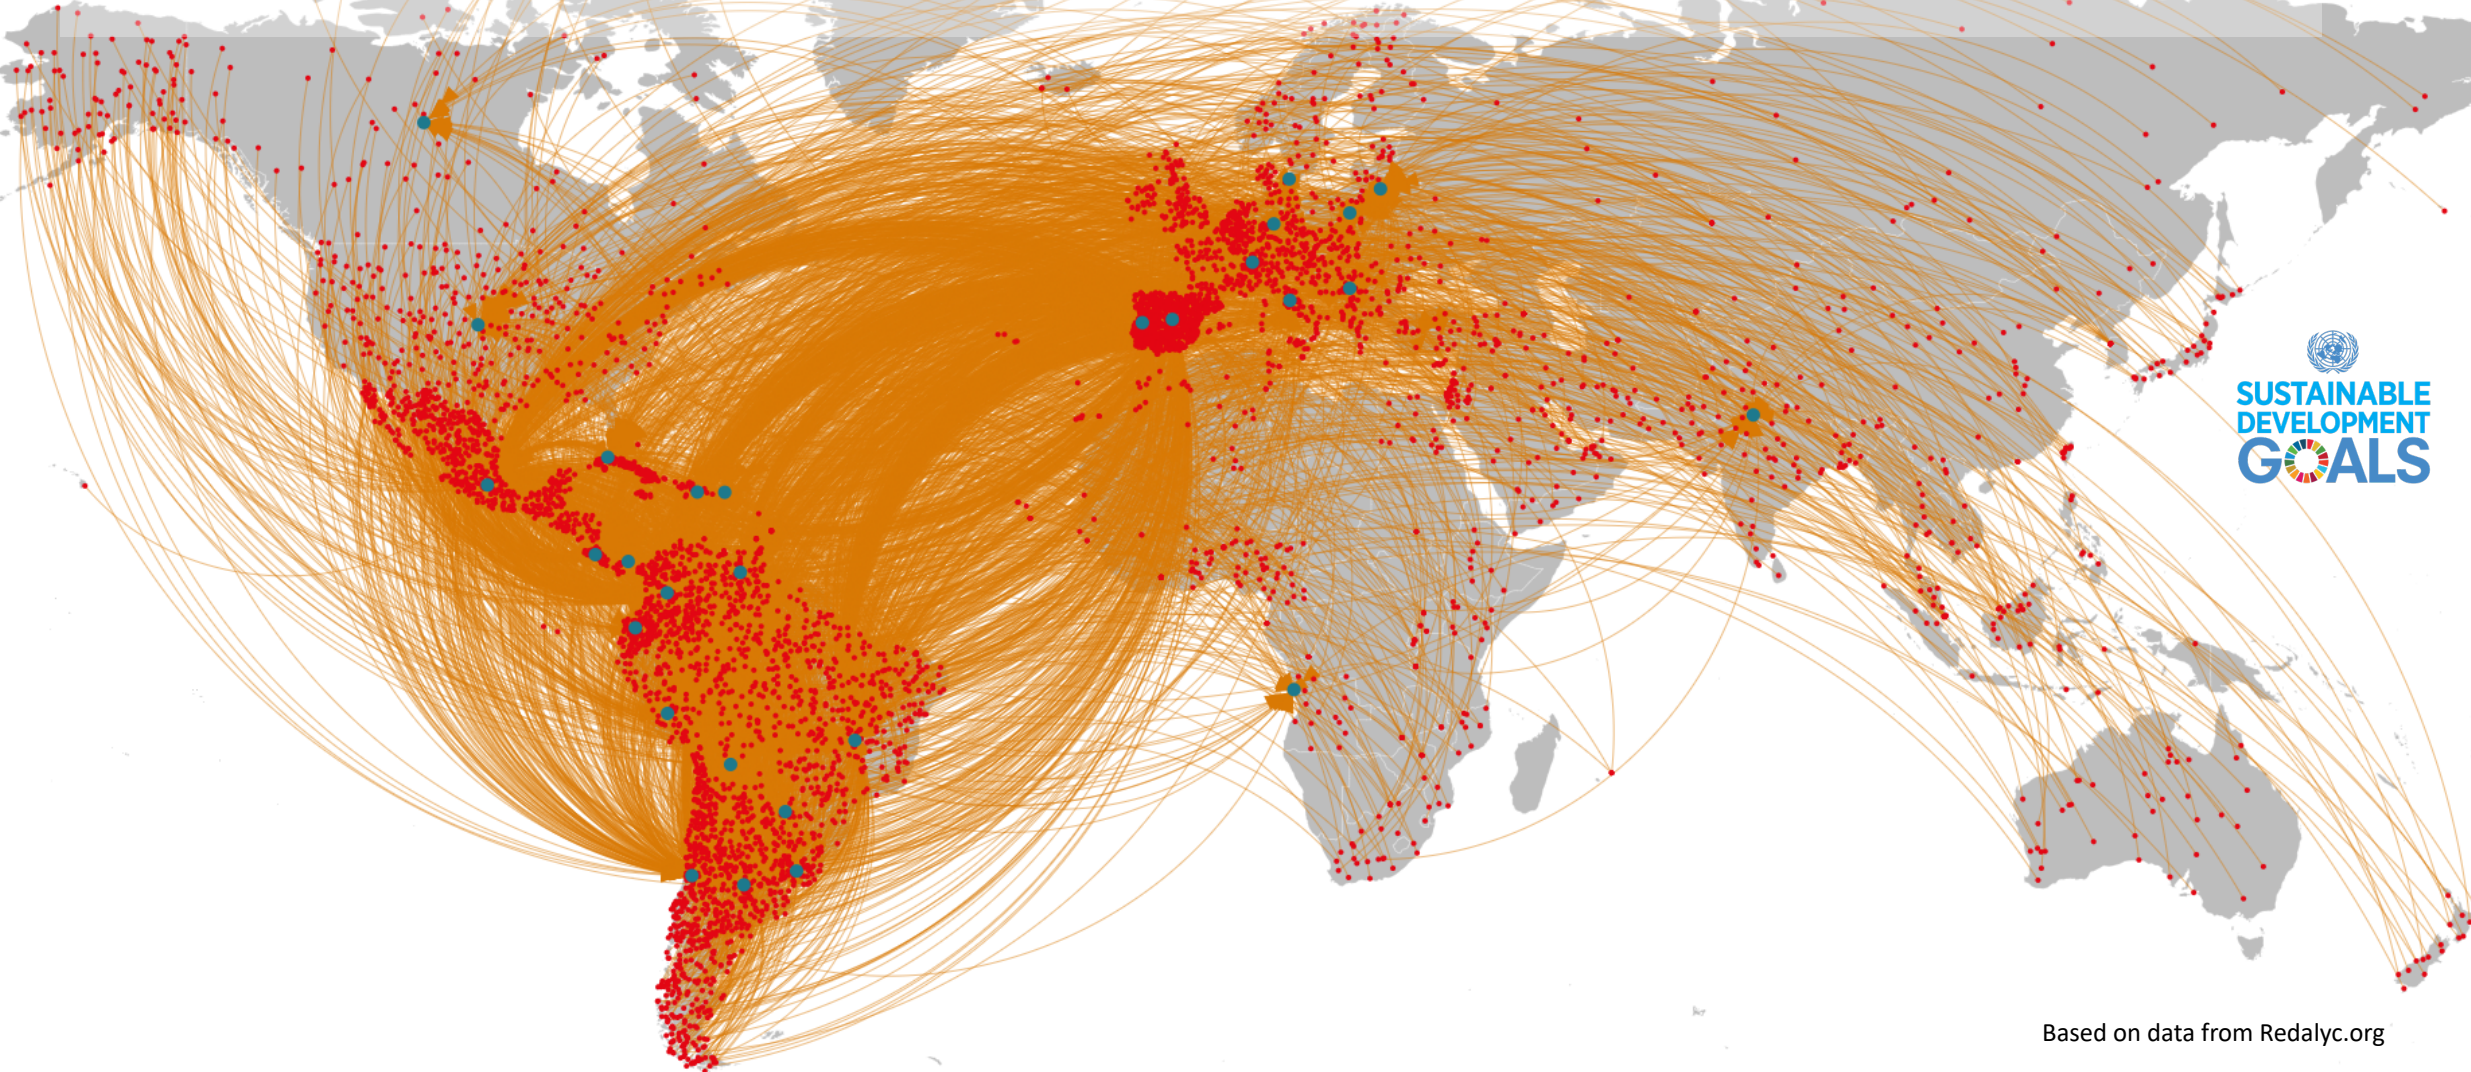 SUSTAINABLE
DEVELOPMENT
GOALS
Based on data from Redalyc.org